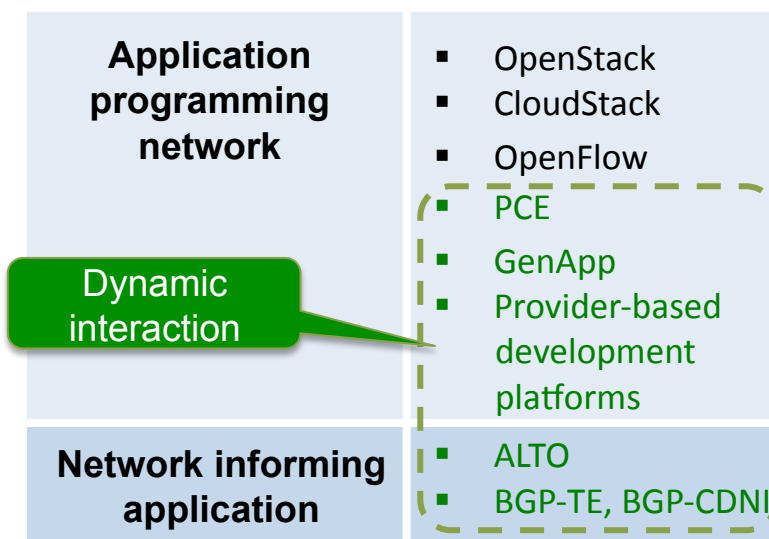 Application
programming
network
▪ OpenStack
▪ CloudStack
▪ OpenFlow
▪ PCE
▪ GenApp
▪ Provider-based
development
platforms
Dynamic
interaction
Network informing
application
▪ ALTO
▪ BGP-TE, BGP-CDNI